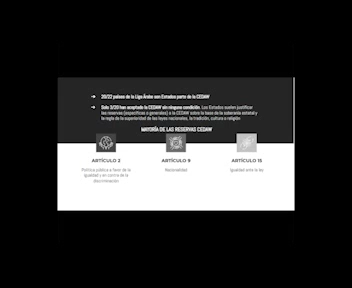 ➔ 20/22 países de la Liga Árabe son Estados parte de la CEDAW
➔ Solo 3/20 han aceptado la CEDAW sin ninguna condición. Los Estados suelen justificar
las reservas (específicas o generales) a la CEDAW sobre la base de la soberanía estatal y
la regla de la superioridad de las leyes nacionales, la tradición, cultura o religión
MAYORÍA DE LAS RESERVAS CEDAW
ARTÍCULO 2
ARTÍCULO 9
ARTÍCULO 15
Política pública a favor de la
igualdad y en contra de la
discriminación
Nacionalidad
Igualdad ante la ley